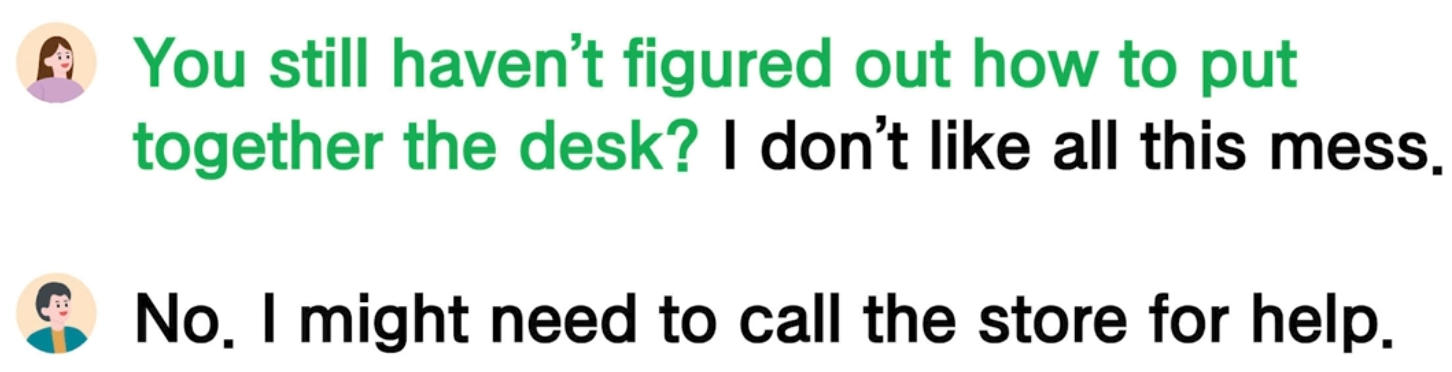 You still haven’t figured out how to put
together the desk? I don’t like all this mess.
No. I might need to call the store for help.